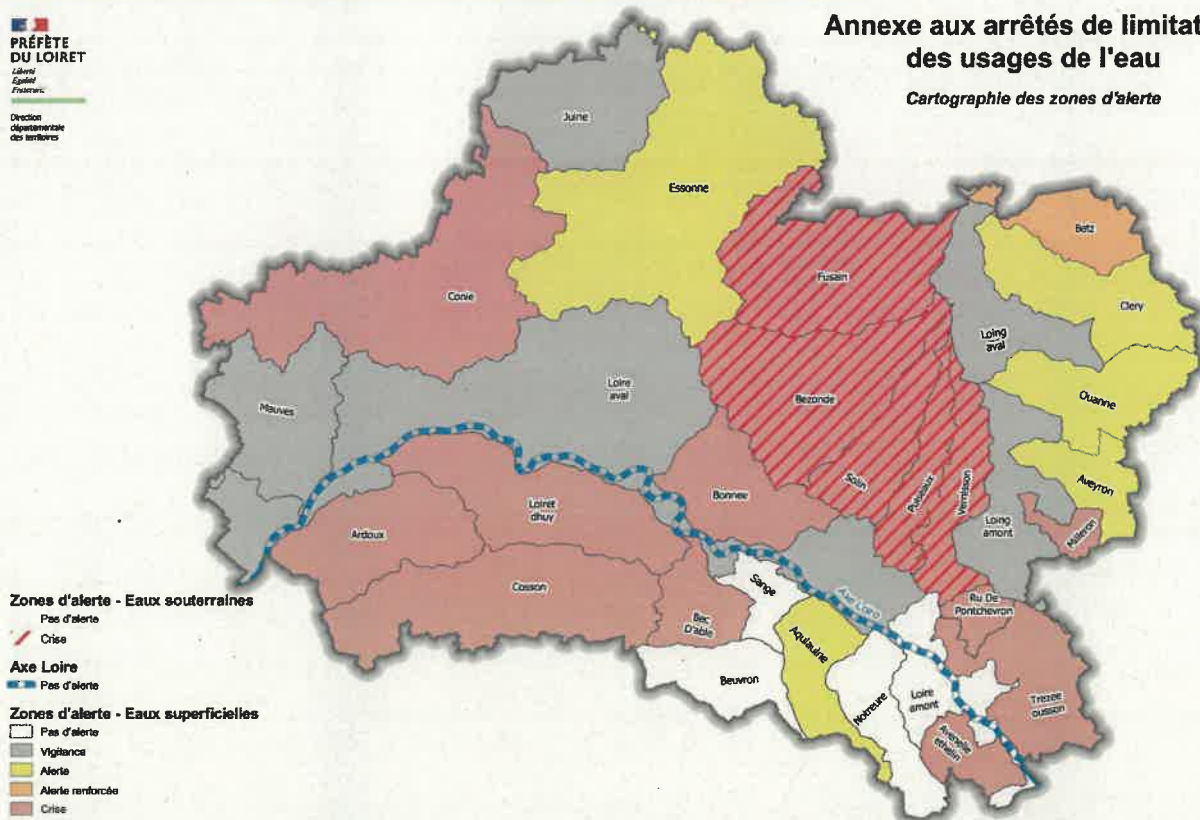 PRÉFÈTE
DU LOIRET
Liberté
Égalité
Fraternité
Direction
départementale
des territoires
Annexe aux arrêtés de limitat
des usages de l'eau
Cartographie des zones d'alerte
Juine
Essonne
Betz
Fusain
Conie
Clery
Loing
aval
Loire
aval
Mauves
Bezonde
Ouanne
Solin
Puiseaux
Vernisson
Aveyron
Bonnee
Loiret
dhuy
Ardoux
Loing
amont
Milleron
Cosson
Sange
Axe Loire
Ru De
Pontchevron
Bec
D'able
Aquiaulne
Beuvron
Notreure
Loire
amont
Trezee
ousson
Avenelle
ethelin
Zones d'alerte - Eaux souterraines
Pas d'alerte
Crise
Axe Loire
Pas d'alerte
Zones d'alerte - Eaux superficielles
Pas d'alerte
Vigilance
Alerte
Alerte renforcée
Crise